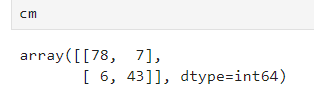 cm
array([[78,  7],
       [ 6, 43]], dtype=int64)